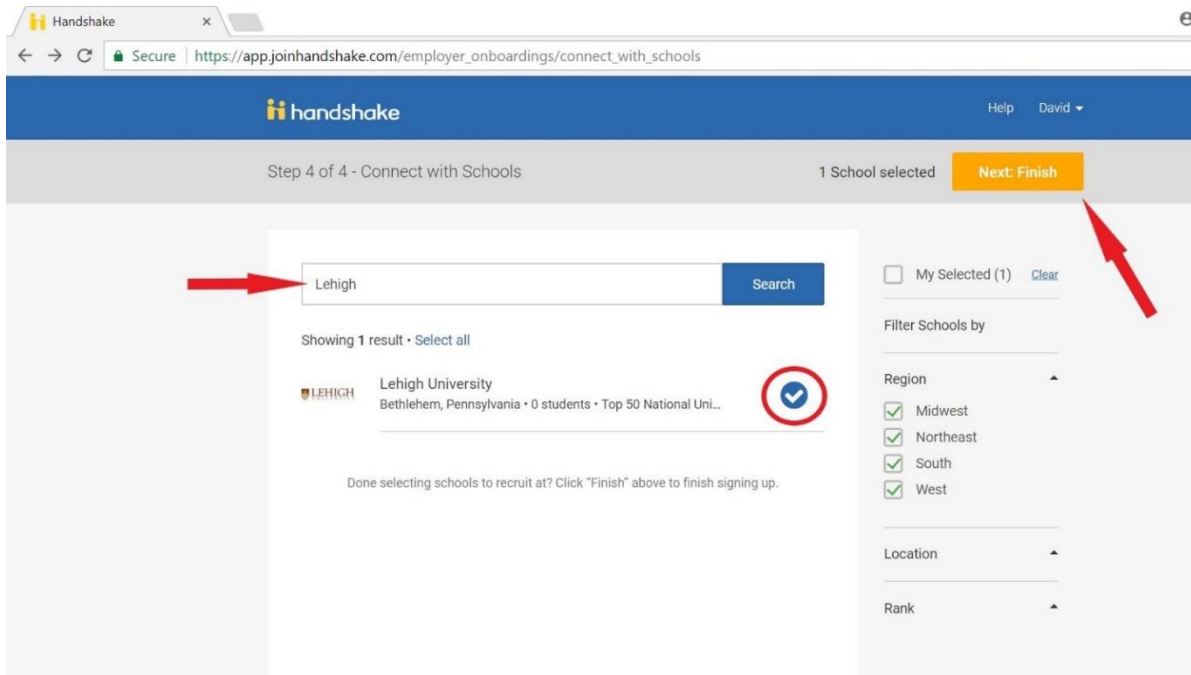 Handshake
Secure https://app.joinhandshake.com/employer_onboardings/connect_with_schools
handshake
Help David
Step 4 of 4 - Connect with Schools
1 School selected
Next: Finish
Lehigh
Search
My Selected (1) Clear
Showing 1 result • Select all
Filter Schools by
LEHIGH
Lehigh University
Bethlehem, Pennsylvania • 0 students • Top 50 National Uni...
Region
Midwest
Northeast
South
West
Done selecting schools to recruit at? Click "Finish" above to finish signing up.
Location
Rank